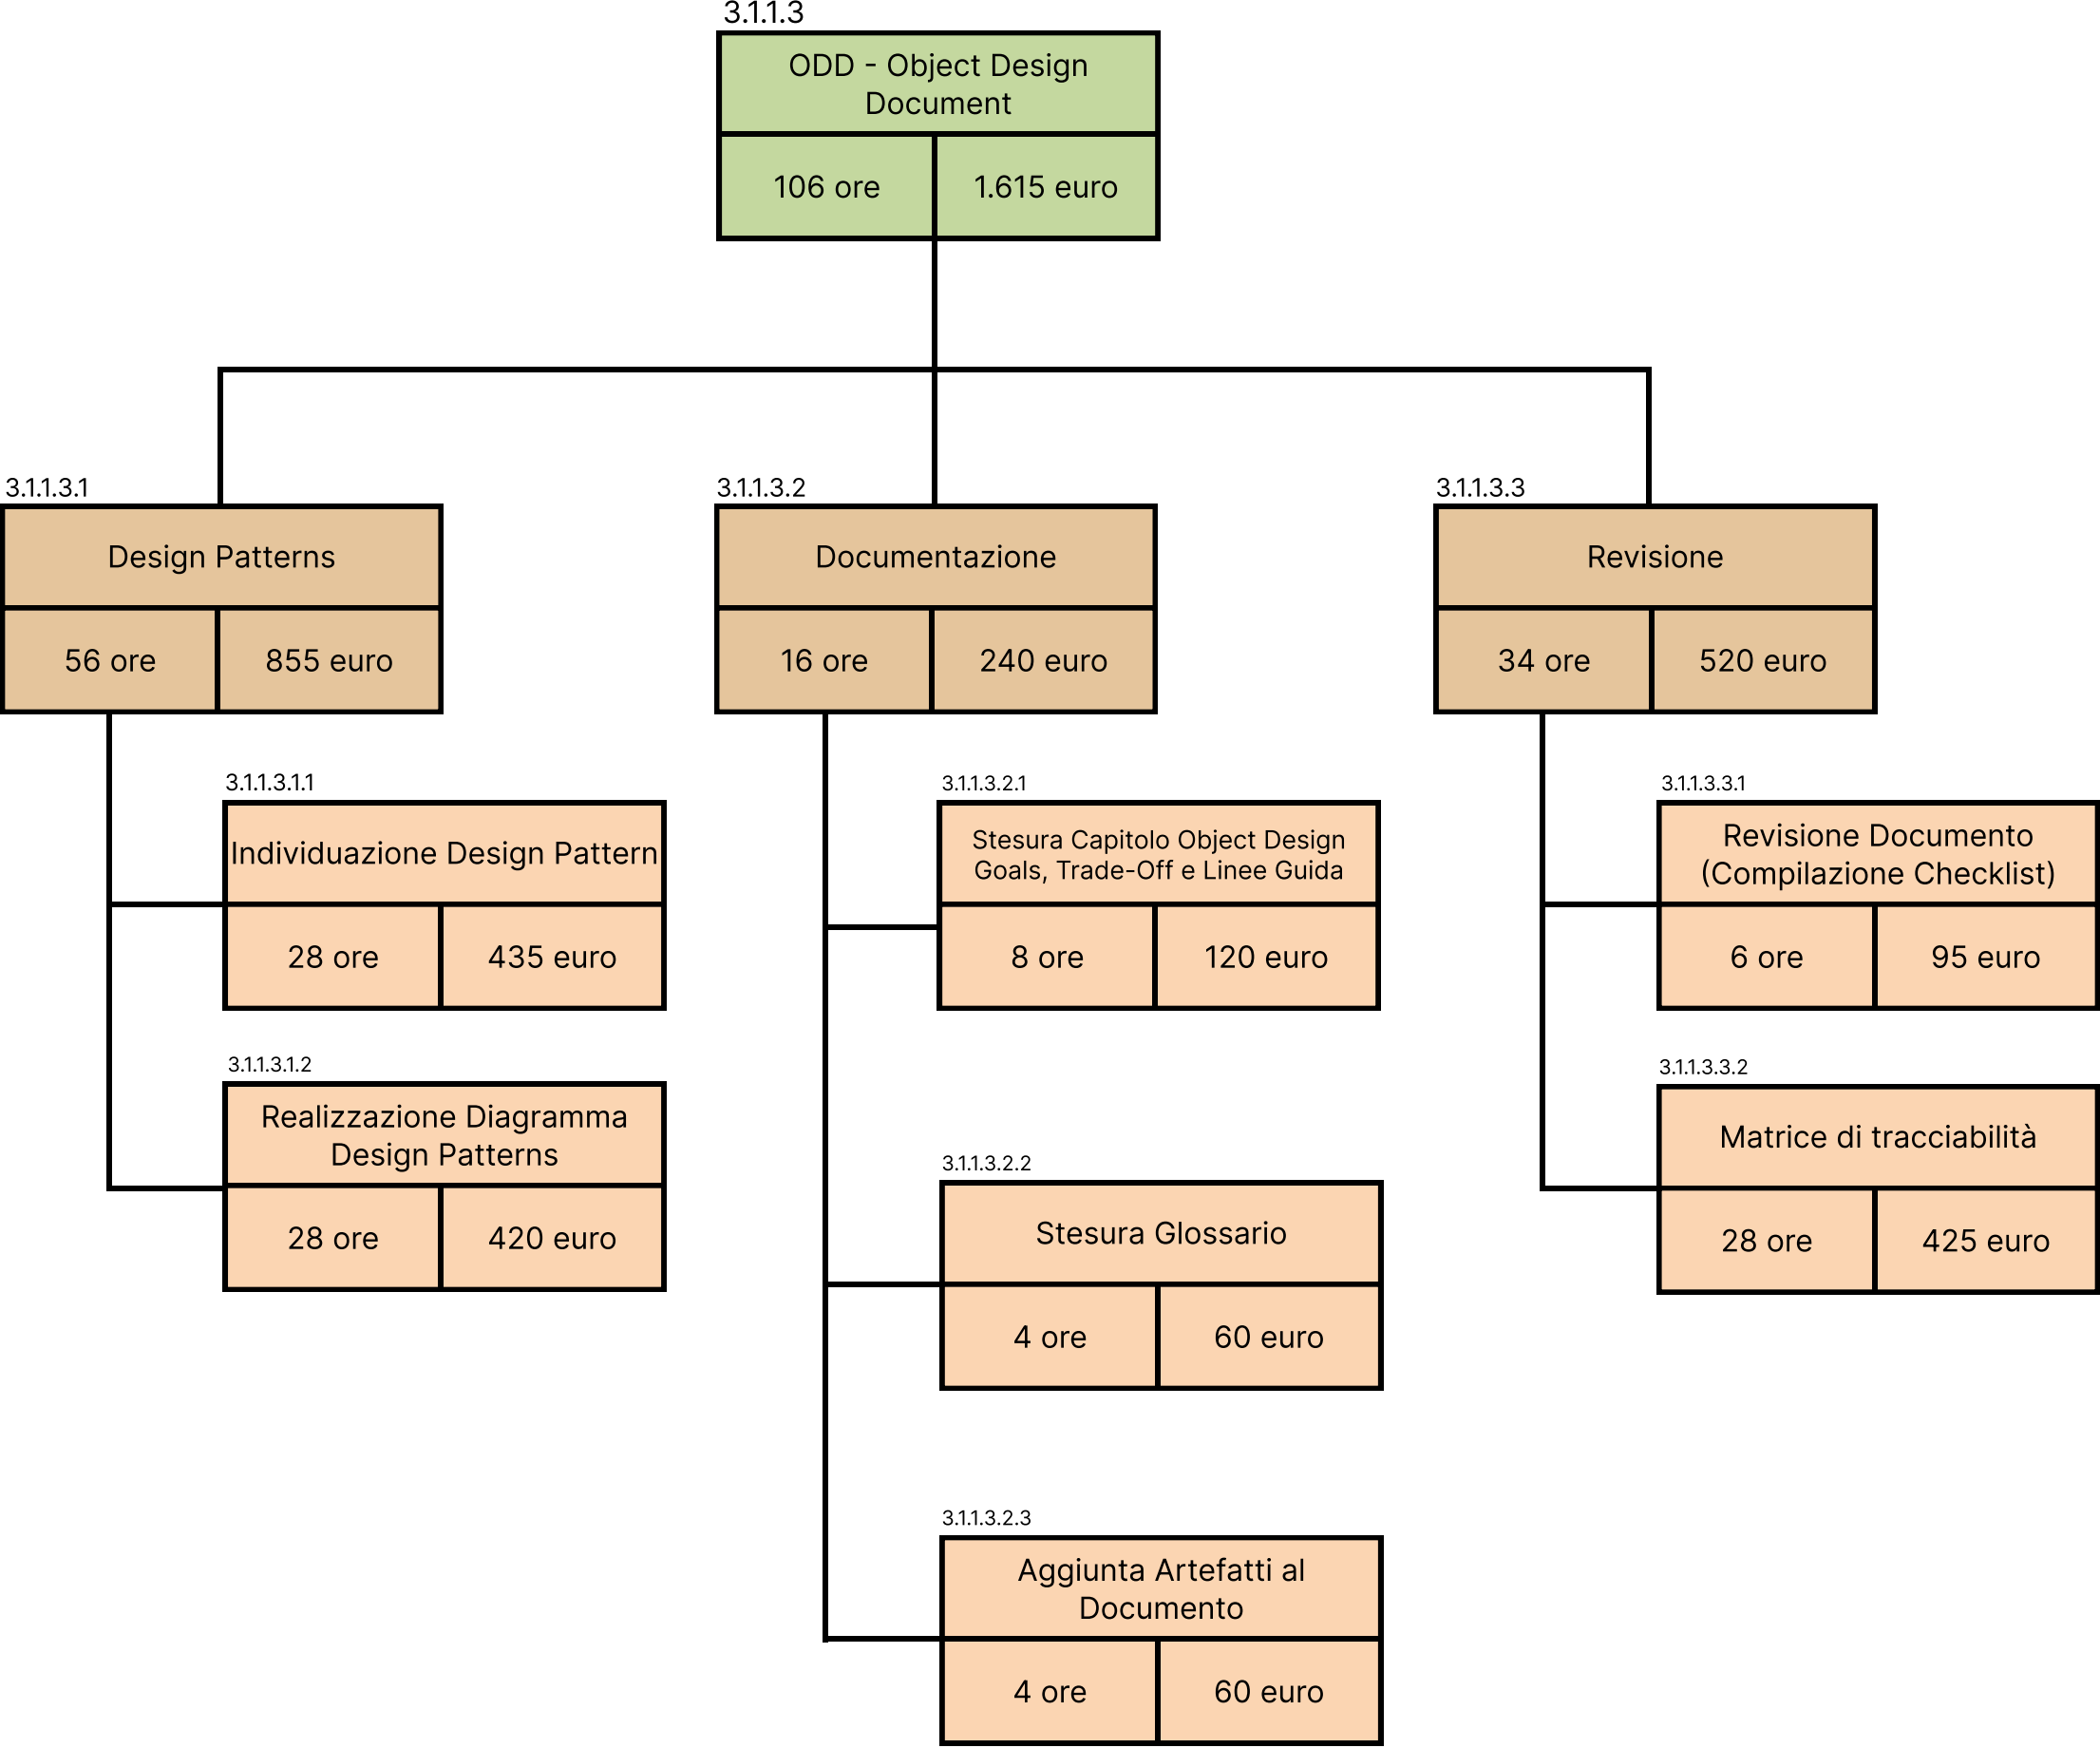 3.1.1.3
ODD - Object Design
Document
106 ore
1.615 euro
3.1.1.3.1
Design Patterns
56 ore
855 euro
3.1.1.3.1.1
Individuazione Design Pattern
28 ore
435 euro
3.1.1.3.1.2
Realizzazione Diagramma
Design Patterns
28 ore
420 euro
3.1.1.3.2
Documentazione
16 ore
240 euro
3.1.1.3.2.1
Stesura Capitolo Object Design
Goals, Trade-Off e Linee Guida
8 ore
120 euro
3.1.1.3.2.2
Stesura Glossario
4 ore
60 euro
3.1.1.3.2.3
Aggiunta Artefatti al
Documento
4 ore
60 euro
3.1.1.3.3
Revisione
34 ore
520 euro
3.1.1.3.3.1
Revisione Documento
(Compilazione Checklist)
6 ore
95 euro
3.1.1.3.3.2
Matrice di tracciabilità
28 ore
425 euro